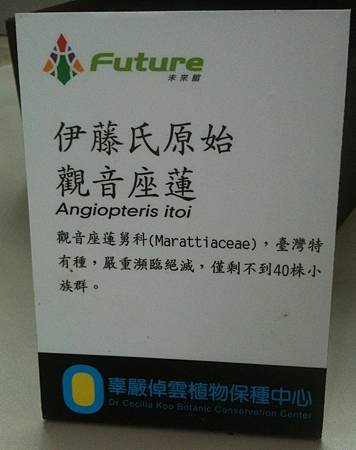 Future
未來館
伊藤氏原始
觀音座蓮
Angiopteris itoi
觀音座蓮舅科(Marattiaceae)，臺灣特
有種，嚴重瀕臨絕滅，僅剩不到40株小
族群。
辜嚴倬雲植物保種中心
Dr.Cecilia Koo Botanic Conservation Center